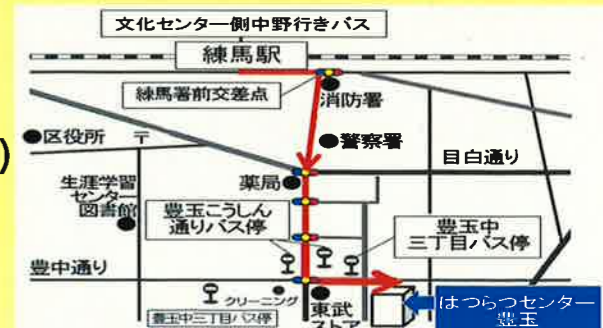 文化センター側中野行きバス
練馬駅
練馬署前交差点
消防署
区役所
〒
警察署
目白通り
生涯学習
センター
図書館
薬局
豊玉こうしん
通りバス停
豊玉中
三丁目バス停
豊中通り
クリーニング
豊玉中三丁目バス停
東武
ストア
はつらつセンター
豊玉
)